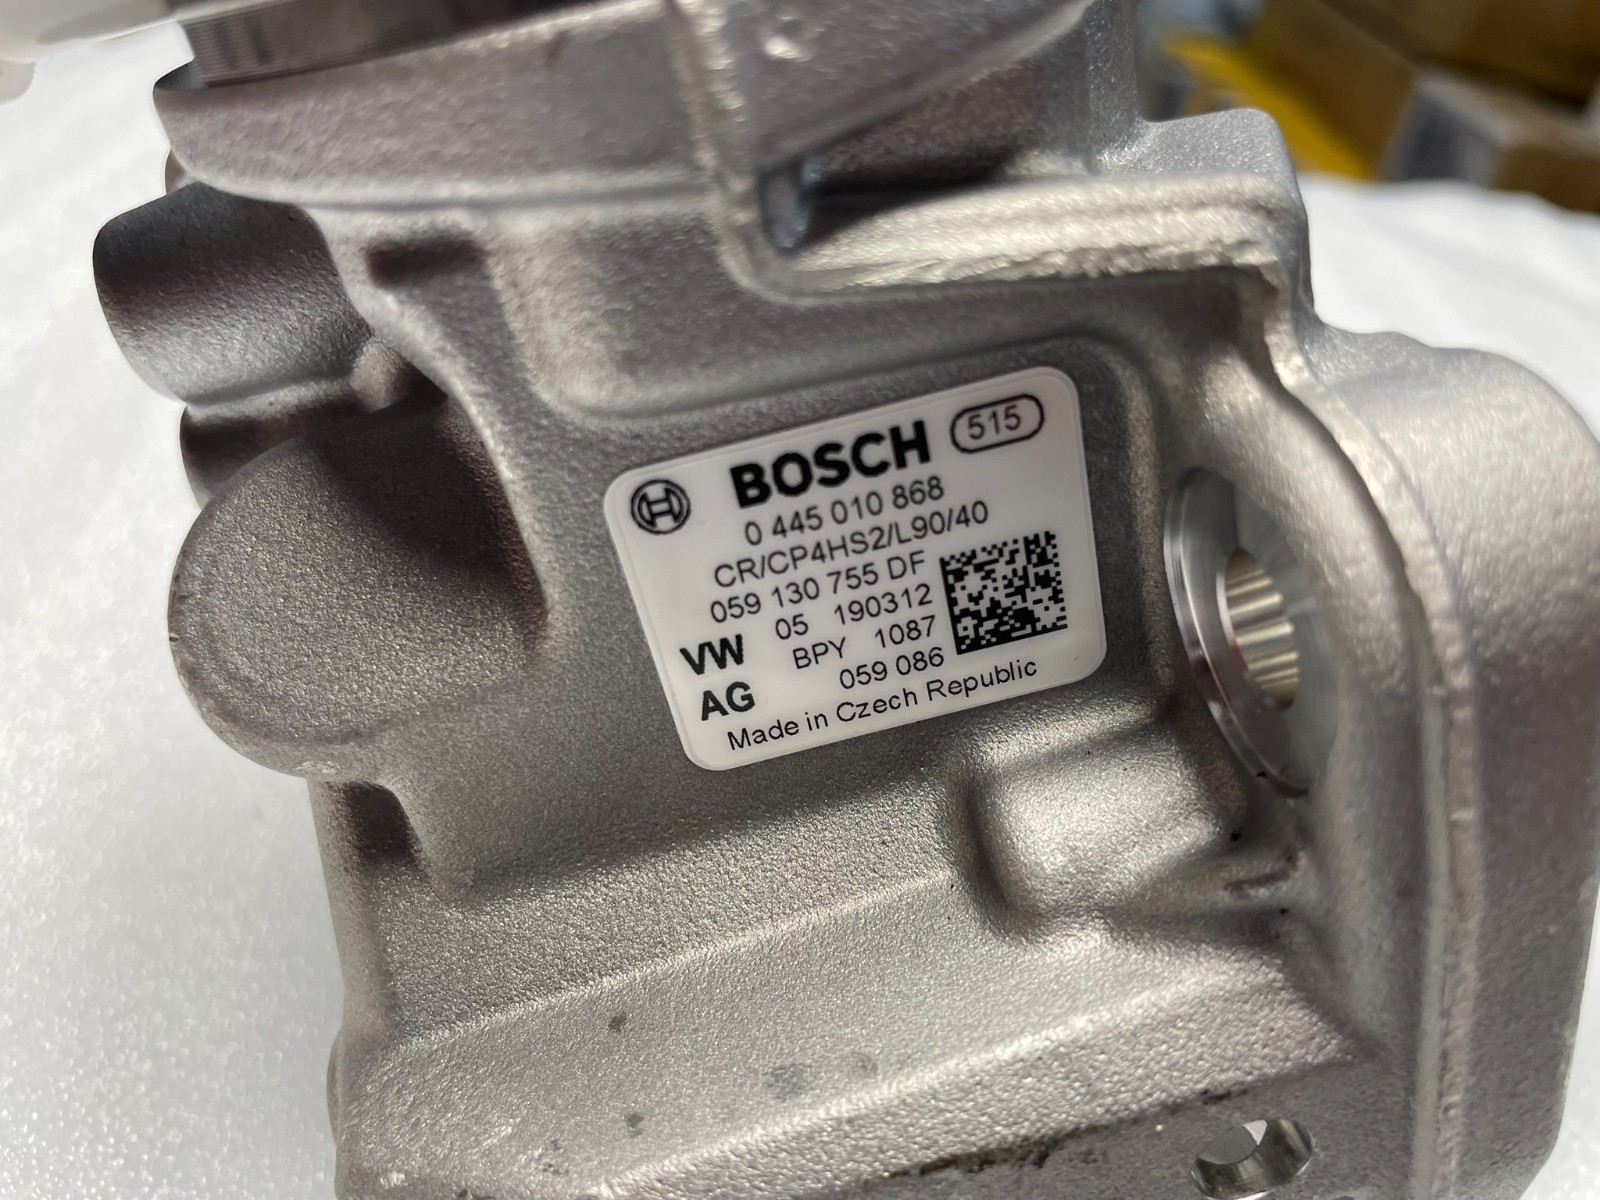 BOSCH 515
0 445 010 868
CR/CP4HS2/L90/40
059 130 755 DF
VW 05 190312
BPY 1087
AG 059 086
Made in Czech Republic